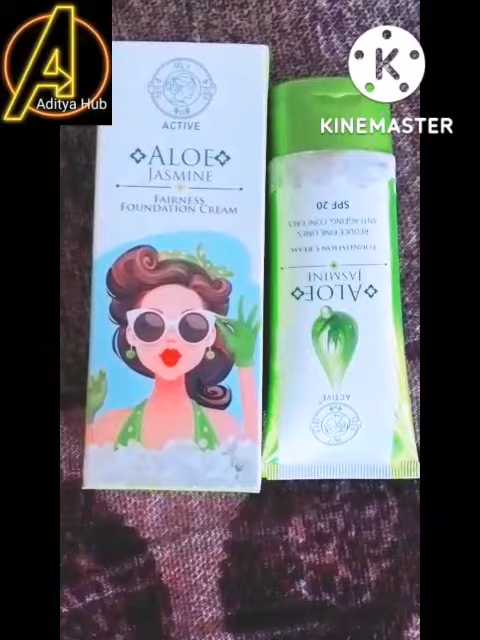 Aditya Hub
K
KINEMASTER
ACTIVE
ALOE
JASMINE
FAIRNESS
FOUNDATION CREAM
ACTIVE
ALOE
JASMINE
FOUNDATION CREAM
REDUCE FINE LINES
ANTI AGEING, CONCEALS
SPF 20